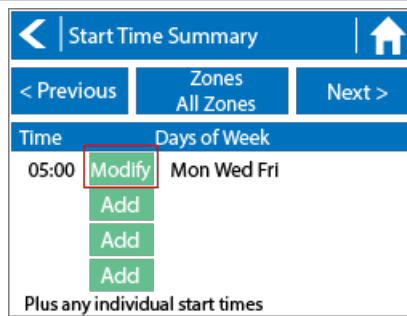 Start Time Summary
< Previous
Zones
All Zones
Next >
Time Days of Week
05:00 Modify Mon Wed Fri
Add
Add
Add
Plus any individual start times